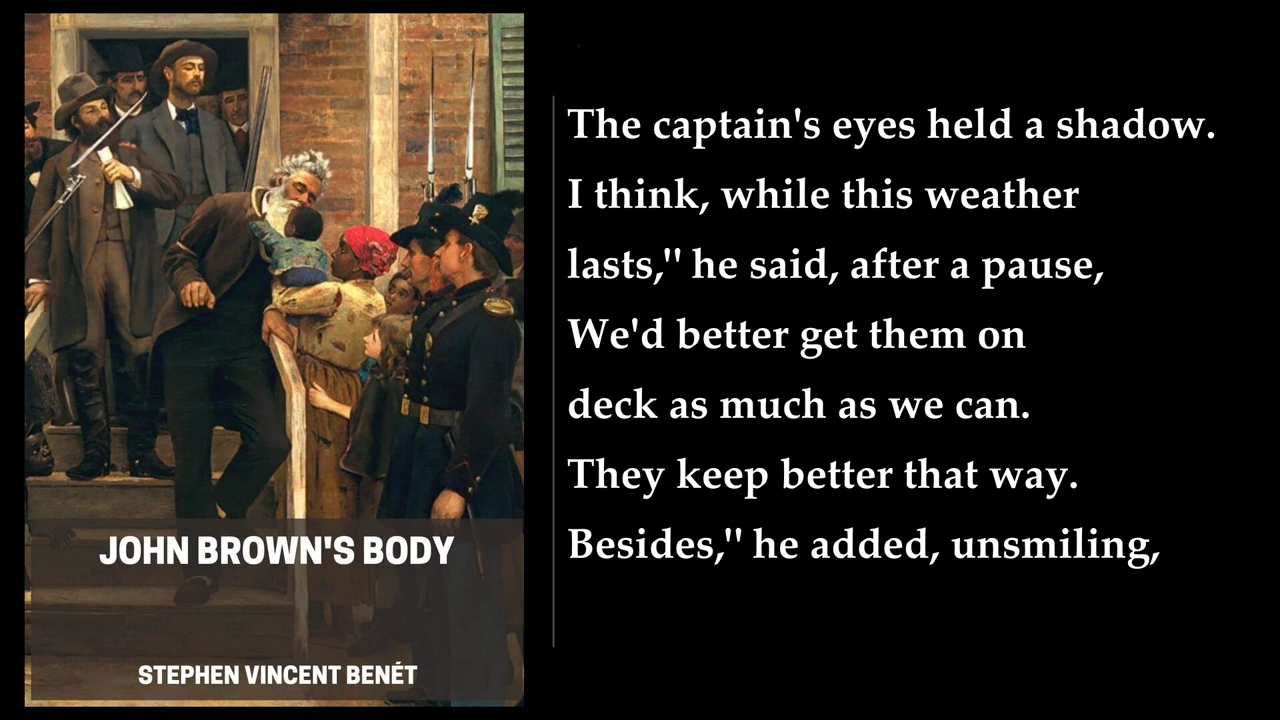 JOHN BROWN'S BODY
STEPHEN VINCENT BENÉT
The captain's eyes held a shadow.
I think, while this weather
lasts," he said, after a pause,
We'd better get them on
deck as much as we can.
They keep better that way.
Besides," he added, unsmiling,